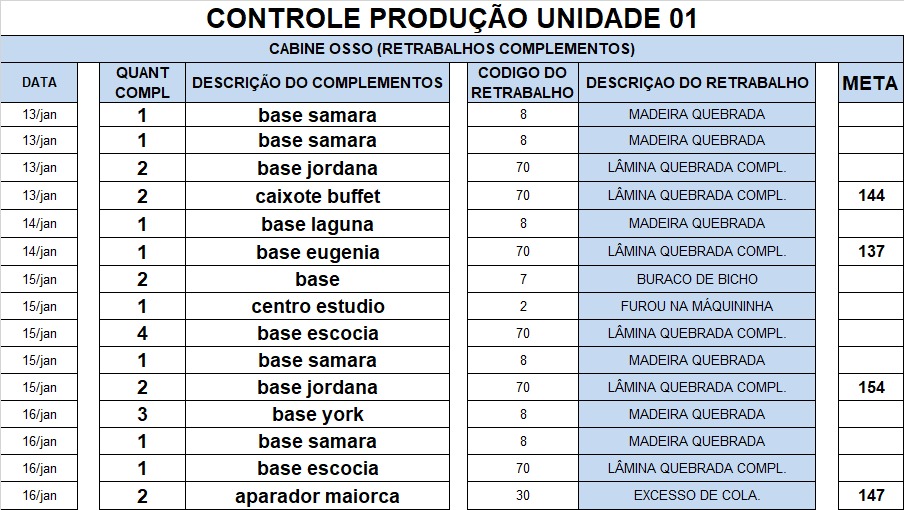 CONTROLE PRODUÇÃO UNIDADE 01
CABINE OSSO (RETRABALHOS COMPLEMENTOS)
DATA QUANT COMPL DESCRIÇÃO DO COMPLEMENTOS CODIGO DO RETRABALHO DESCRIÇAO DO RETRABALHO META
13/jan 1 base samara 8 MADEIRA QUEBRADA
13/jan 1 base samara 8 MADEIRA QUEBRADA
13/jan 2 base jordana 70 LÂMINA QUEBRADA COMPL.
13/jan 2 caixote buffet 70 LÂMINA QUEBRADA COMPL. 144
14/jan 1 base laguna 8 MADEIRA QUEBRADA
14/jan 1 base eugenia 70 LÂMINA QUEBRADA COMPL. 137
15/jan 2 base 7 BURACO DE BICHO
15/jan 1 centro estudio 2 FUROU NA MÁQUININHA
15/jan 4 base escocia 70 LÂMINA QUEBRADA COMPL.
15/jan 1 base samara 8 MADEIRA QUEBRADA
15/jan 2 base jordana 70 LÂMINA QUEBRADA COMPL. 154
16/jan 3 base york 8 MADEIRA QUEBRADA
16/jan 1 base samara 8 MADEIRA QUEBRADA
16/jan 1 base escocia 70 LÂMINA QUEBRADA COMPL.
16/jan 2 aparador maiorca 30 EXCESSO DE COLA. 147